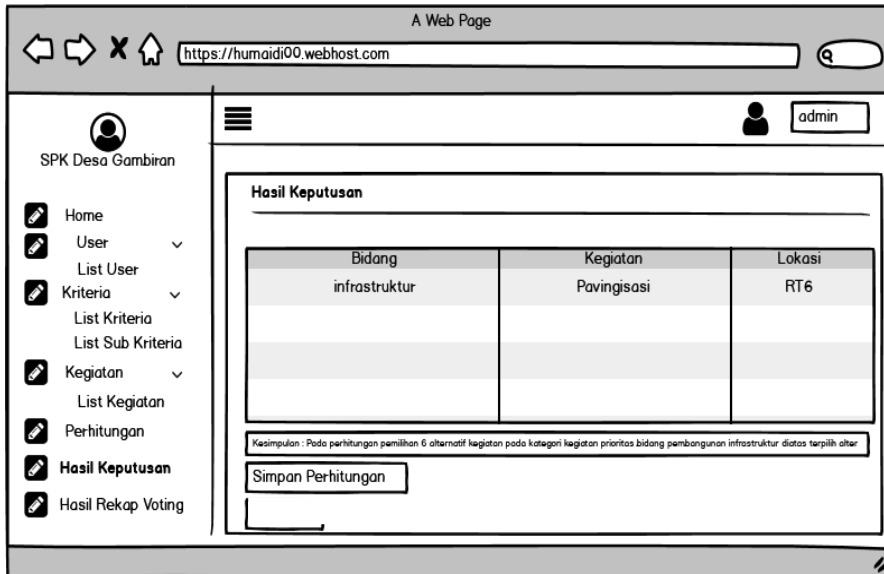 A Web Page
https://humaidi00.webhost.com
admin
SPK Desa Gambiran
Home
User
List User
Kriteria
List Kriteria
List Sub Kriteria
Kegiatan
List Kegiatan
Perhitungan
Hasil Keputusan
Hasil Rekap Voting
Hasil Keputusan
Bidang Kegiatan Lokasi
infrastruktur Pavingisasi RT6
Kesimpulan : Pada perhitungan pemilihan 6 alternatif kegiatan pada kategori kegiatan prioritas bidang pembangunan infrastruktur diatas terpilih alter
Simpan Perhitungan